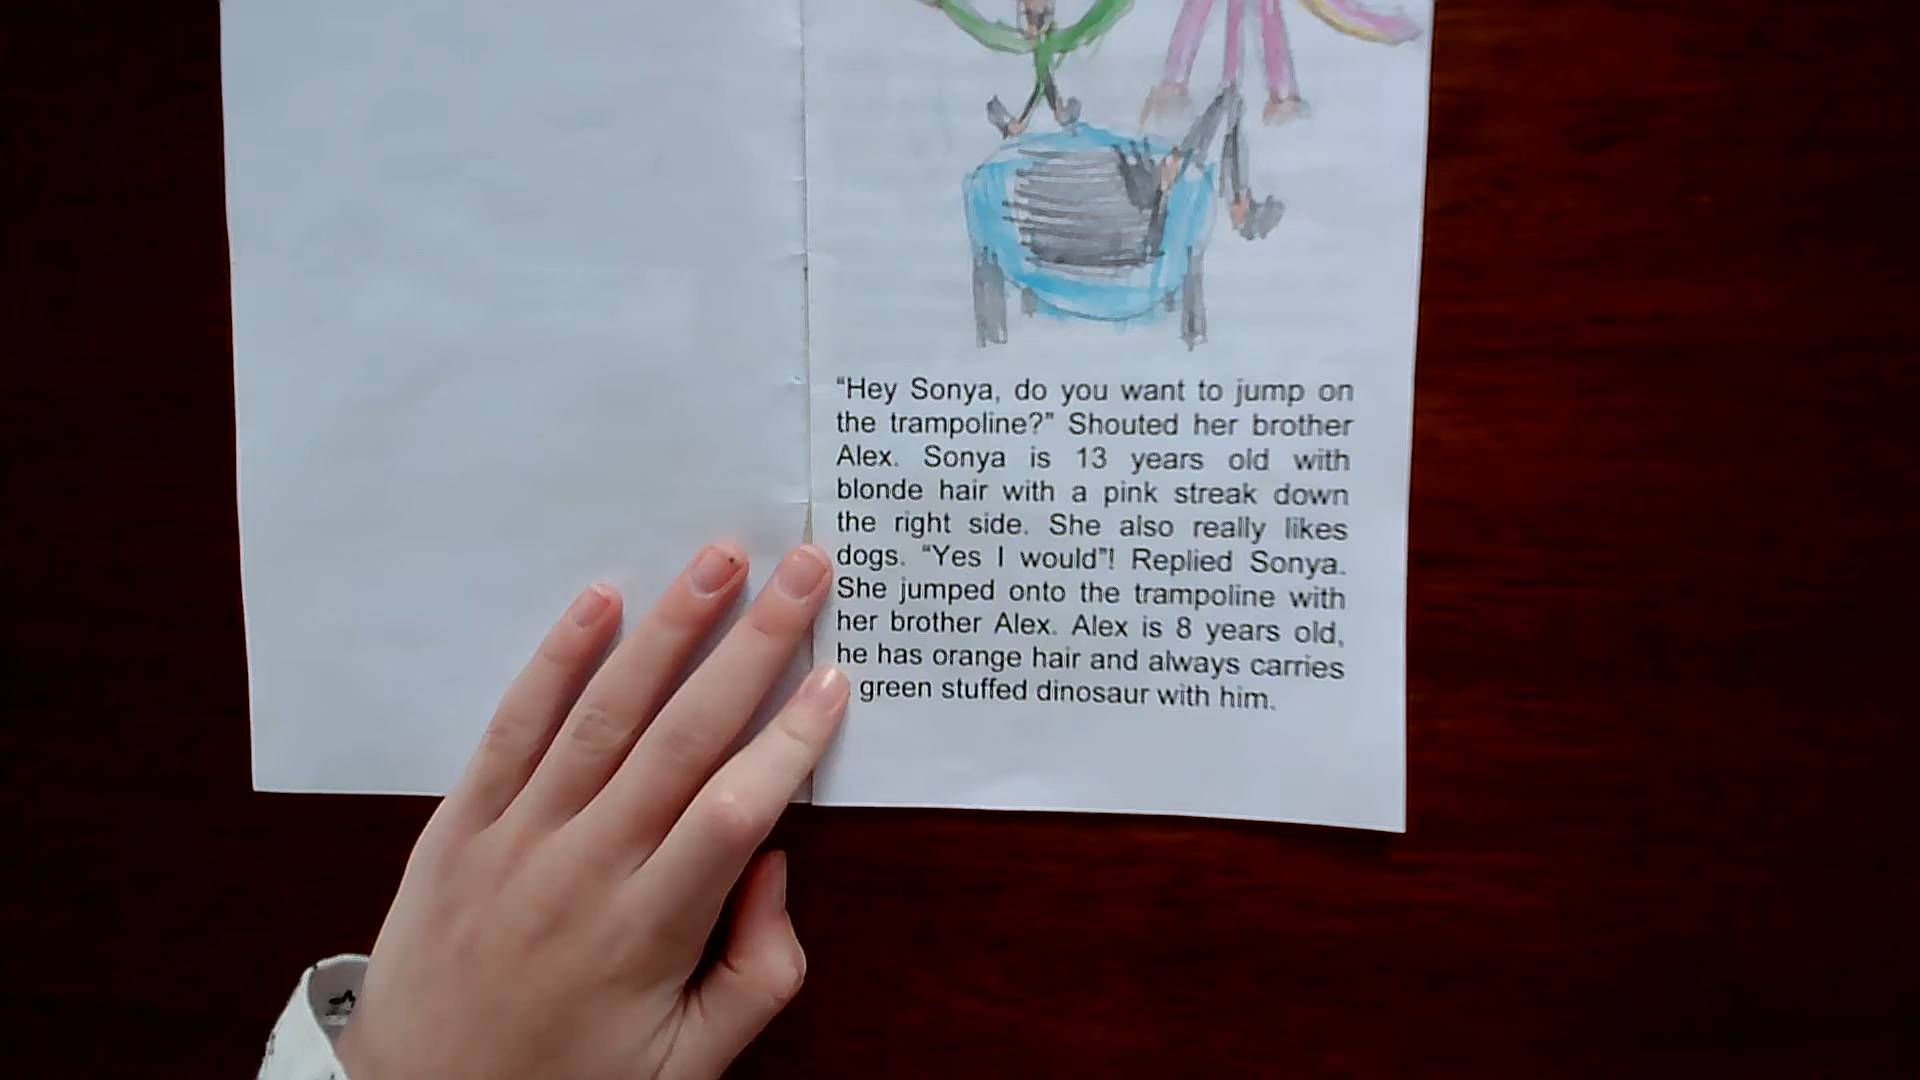 “Hey Sonya, do you want to jump on
the trampoline?” Shouted her brother
Alex. Sonya is 13 years old with
blonde hair with a pink streak down
the right side. She also really likes
dogs. “Yes I would”! Replied Sonya.
She jumped onto the trampoline with
her brother Alex. Alex is 8 years old,
he has orange hair and always carries
green stuffed dinosaur with him.